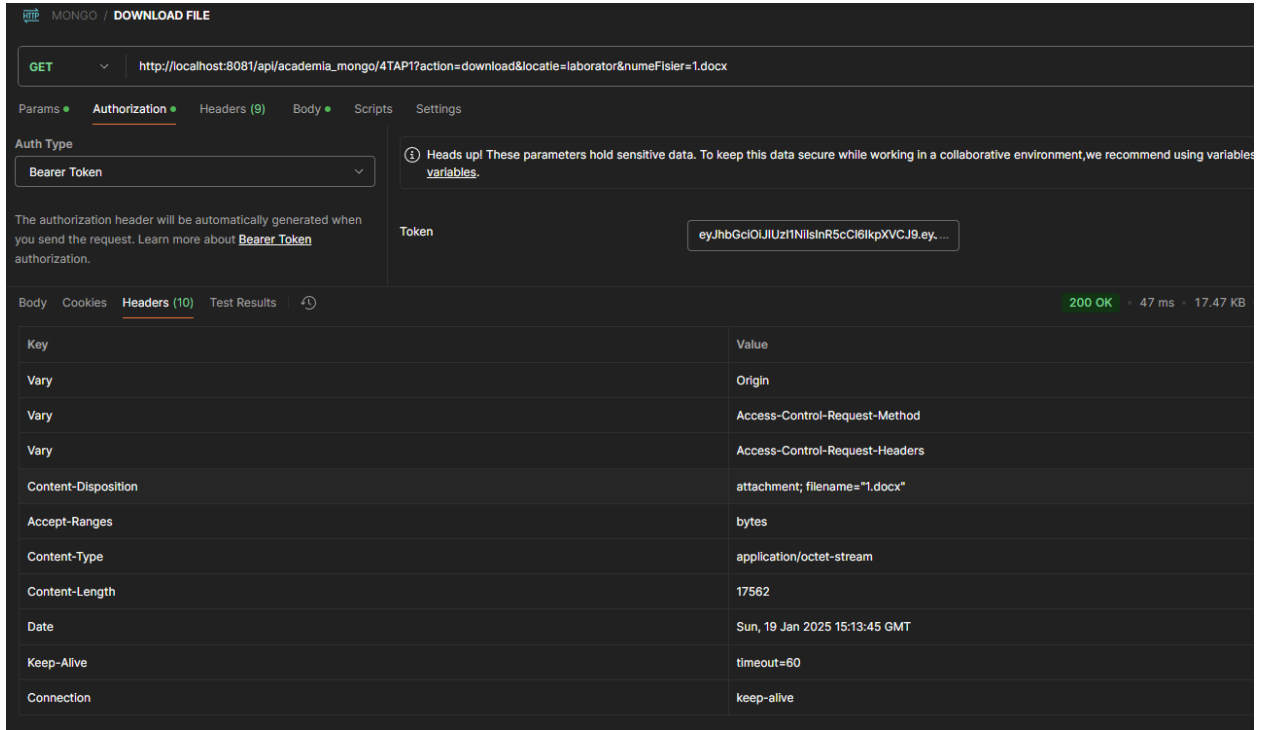 HTTP MONGO / DOWNLOAD FILE
GET http://localhost:8081/api/academia_mongo/4TAP1?action=download&locatie=laborator&numeFisier=1.docx
Params Authorization Headers (9) Body Scripts Settings
Auth Type
Bearer Token
The authorization header will be automatically generated when
you send the request. Learn more about Bearer Token
authorization.
Heads up! These parameters hold sensitive data. To keep this data secure while working in a collaborative environment,we recommend using variables
variables.
Token eyJhbGciOiJIUzI1NiIsInR5cCI6IkpXVCJ9.ey. ...
Body Cookies Headers (10) Test Results 200 OK 47 ms 17.47 KB
Key Value
Vary Origin
Vary Access-Control-Request-Method
Vary Access-Control-Request-Headers
Content-Disposition attachment; filename="1.docx"
Accept-Ranges bytes
Content-Type application/octet-stream
Content-Length 17562
Date Sun, 19 Jan 2025 15:13:45 GMT
Keep-Alive timeout=60
Connection keep-alive